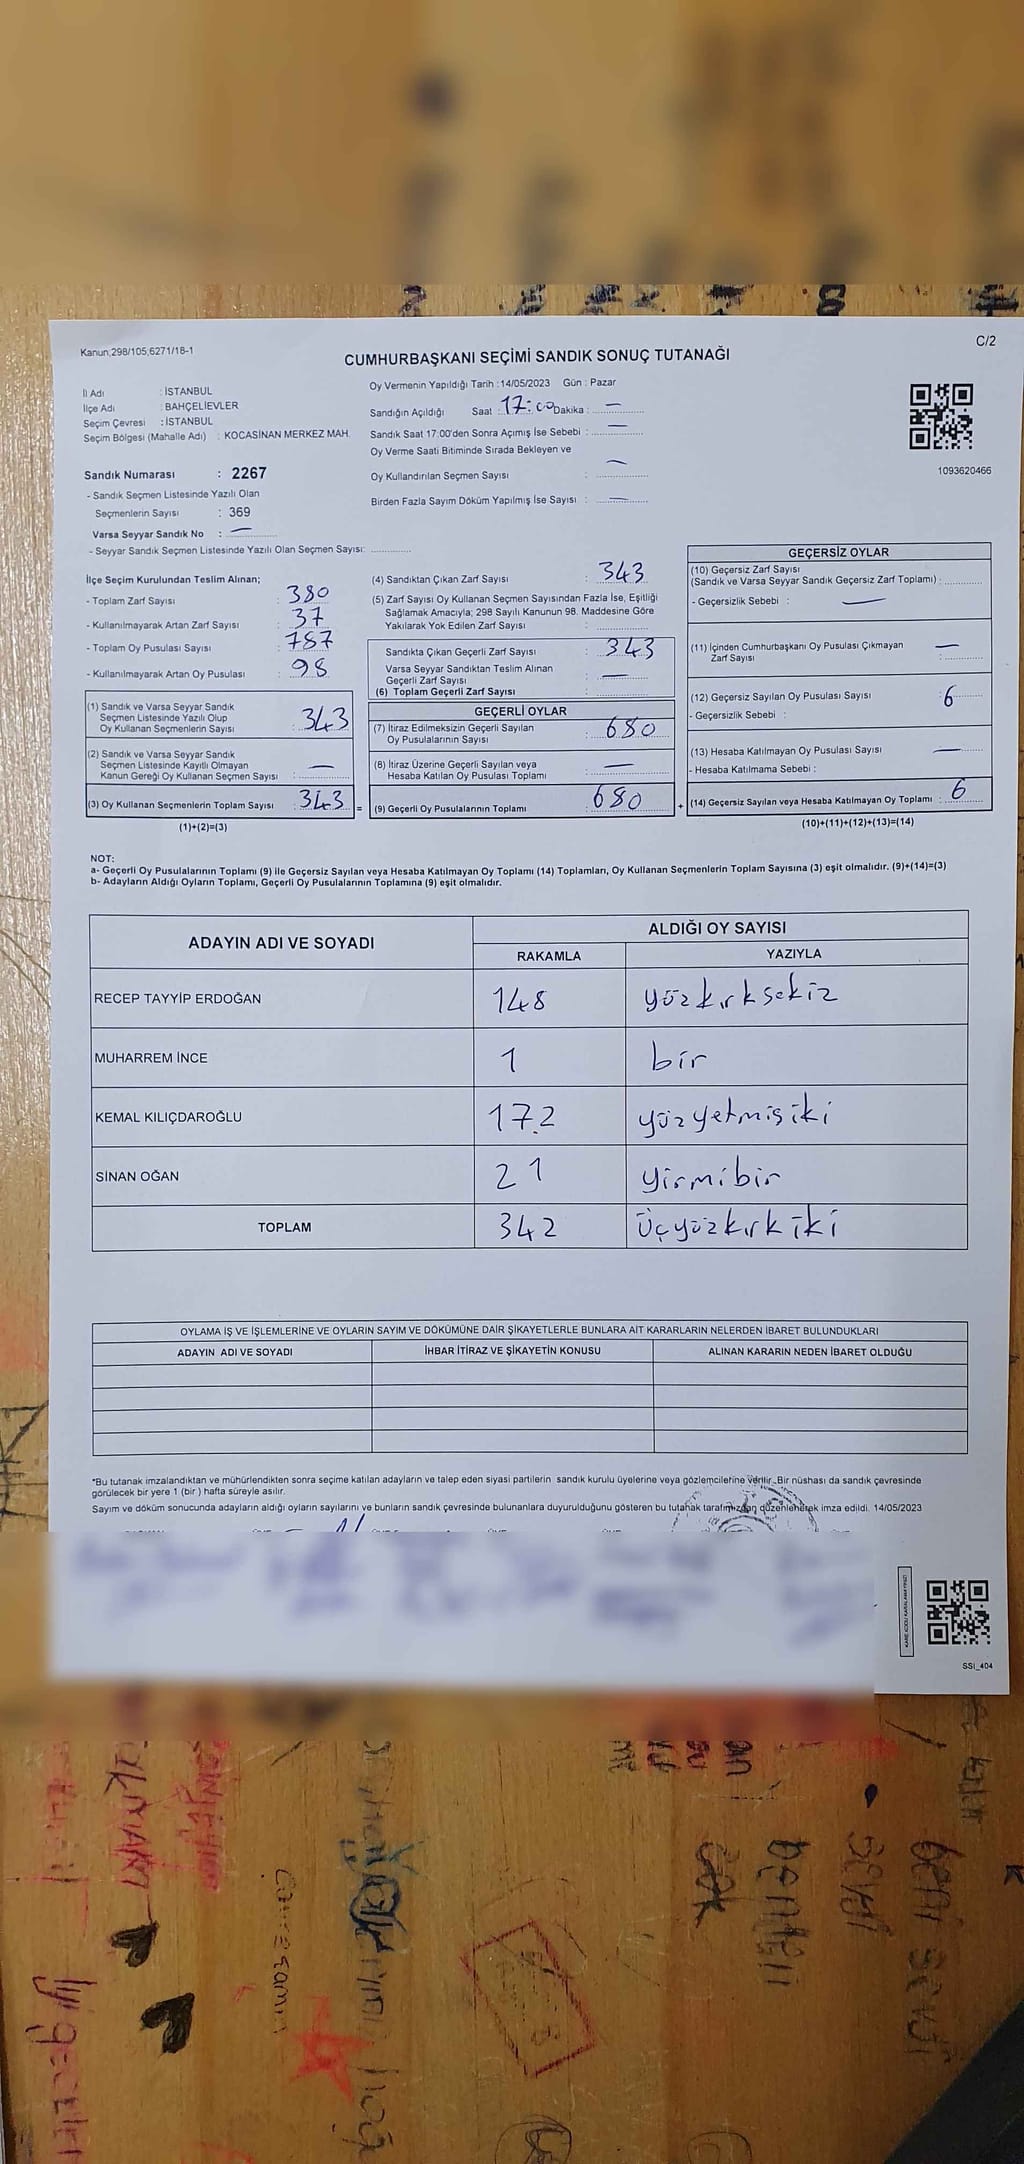 Kanun;298/105;6271/18-1
C/2
CUMHURBAŞKANI SEÇİMİ SANDIK SONUÇ TUTANAĞI
İl Adı : İSTANBUL
İlçe Adı : BAHÇELİEVLER
Seçim Çevresi : İSTANBUL
Seçim Bölgesi (Mahalle Adı) : KOCASİNAN MERKEZ MAH.
Sandık Numarası : 2267
- Sandık Seçmen Listesinde Yazılı Olan
Seçmenlerin Sayısı : 369
Varsa Seyyar Sandık No : —
- Seyyar Sandık Seçmen Listesinde Yazılı Olan Seçmen Sayısı: ............
Oy Vermenin Yapıldığı Tarih : 14/05/2023 Gün : Pazar
Sandığın Açıldığı Saat : 17:00 Dakika : —
Sandık Saat 17:00'den Sonra Açımış İse Sebebi : —
Oy Verme Saati Bitiminde Sırada Bekleyen ve
Oy Kullandırılan Seçmen Sayısı : —
Birden Fazla Sayım Döküm Yapılmış İse Sayısı : —
1093620466
İlçe Seçim Kurulundan Teslim Alınan;
- Toplam Zarf Sayısı : 380
- Kullanılmayarak Artan Zarf Sayısı : 37
- Toplam Oy Pusulası Sayısı : 787
- Kullanılmayarak Artan Oy Pusulası : 98
(1) Sandık ve Varsa Seyyar Sandık
Seçmen Listesinde Yazılı Olup
Oy Kullanan Seçmenlerin Sayısı : 343
(2) Sandık ve Varsa Seyyar Sandık
Seçmen Listesinde Kayıtlı Olmayan
Kanun Gereği Oy Kullanan Seçmen Sayısı : —
(3) Oy Kullanan Seçmenlerin Toplam Sayısı : 343 =
(1)+(2)=(3)
(4) Sandıktan Çıkan Zarf Sayısı : 343
(5) Zarf Sayısı Oy Kullanan Seçmen Sayısından Fazla İse, Eşitliği
Sağlamak Amacıyla; 298 Sayılı Kanunun 98. Maddesine Göre
Yakılarak Yok Edilen Zarf Sayısı : ............
Sandıkta Çıkan Geçerli Zarf Sayısı : 343
Varsa Seyyar Sandıktan Teslim Alınan
Geçerli Zarf Sayısı : —
(6) Toplam Geçerli Zarf Sayısı : ............
GEÇERLİ OYLAR
(7) İtiraz Edilmeksizin Geçerli Sayılan
Oy Pusulalarının Sayısı : 680
(8) İtiraz Üzerine Geçerli Sayılan veya
Hesaba Katılan Oy Pusulası Toplamı : —
(9) Geçerli Oy Pusulalarının Toplamı : 680 +
GEÇERSİZ OYLAR
(10) Geçersiz Zarf Sayısı
(Sandık ve Varsa Seyyar Sandık Geçersiz Zarf Toplamı) : ............
- Geçersizlik Sebebi : —
(11) İçinden Cumhurbaşkanı Oy Pusulası Çıkmayan
Zarf Sayısı : —
(12) Geçersiz Sayılan Oy Pusulası Sayısı : 6
- Geçersizlik Sebebi :
(13) Hesaba Katılmayan Oy Pusulası Sayısı : —
- Hesaba Katılmama Sebebi :
(14) Geçersiz Sayılan veya Hesaba Katılmayan Oy Toplamı : 6
(10)+(11)+(12)+(13)=(14)
NOT:
a- Geçerli Oy Pusulalarının Toplamı (9) ile Geçersiz Sayılan veya Hesaba Katılmayan Oy Toplamı (14) Toplamları, Oy Kullanan Seçmenlerin Toplam Sayısına (3) eşit olmalıdır. (9)+(14)=(3)
b- Adayların Aldığı Oyların Toplamı, Geçerli Oy Pusulalarının Toplamına (9) eşit olmalıdır.
ADAYIN ADI VE SOYADI
ALDIĞI OY SAYISI
RAKAMLA YAZIYLA
RECEP TAYYİP ERDOĞAN 148 yüzkırksekiz
MUHARREM İNCE 1 bir
KEMAL KILIÇDAROĞLU 172 yüzyetmişiki
SİNAN OĞAN 21 yirmibir
TOPLAM 342 Üçyüzkırkiki
OYLAMA İŞ VE İŞLEMLERİNE VE OYLARIN SAYIM VE DÖKÜMÜNE DAİR ŞİKAYETLERLE BUNLARA AİT KARARLARIN NELERDEN İBARET BULUNDUKLARI
ADAYIN ADI VE SOYADI İHBAR İTİRAZ VE ŞİKAYETİN KONUSU ALINAN KARARIN NEDEN İBARET OLDUĞU
*Bu tutanak imzalandıktan ve mühürlendikten sonra seçime katılan adayların ve talep eden siyasi partilerin sandık kurulu üyelerine veya gözlemcilerine verilir. Bir nüshası da sandık çevresinde
görülecek bir yere 1 (bir ) hafta süreyle asılır.
Sayım ve döküm sonucunda adayların aldığı oyların sayılarını ve bunların sandık çevresinde bulunanlara duyurulduğunu gösteren bu tutanak tarafımızdan düzenlenerek imza edildi. 14/05/2023
SSI_404